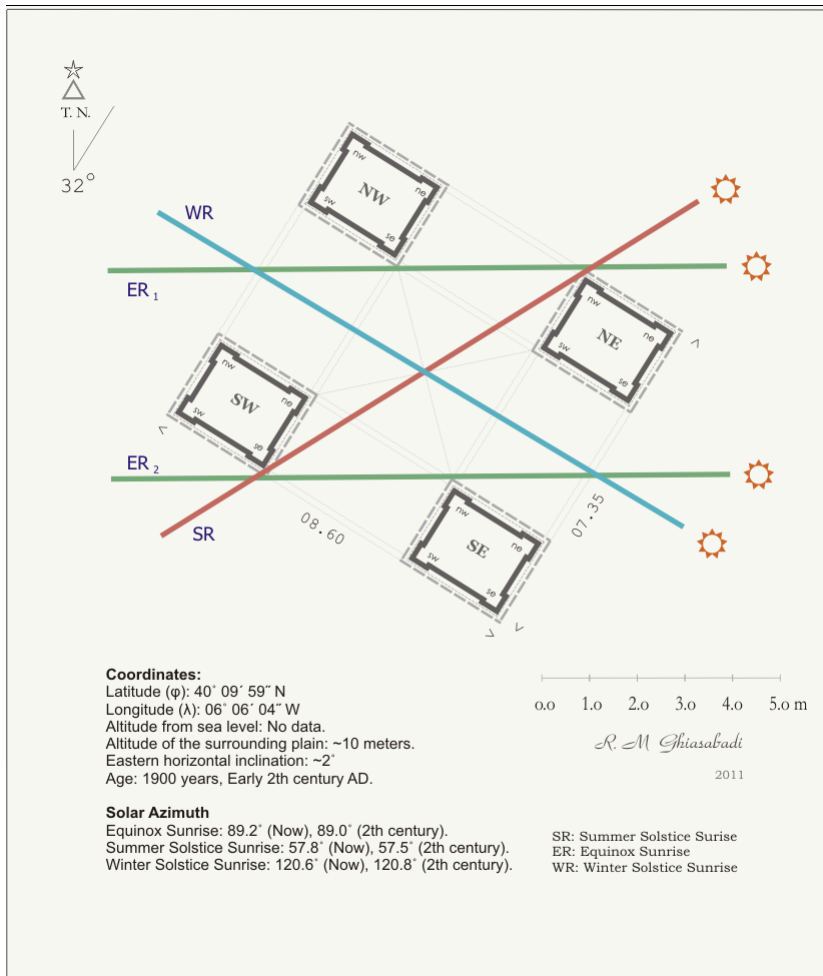 T. N.
32°
WR
ER 1
NW
nw
ne
sw
se
NE
nw
ne
sw
se
SW
nw
ne
sw
se
ER 2
SR
SE
nw
ne
sw
se
08.60
07.35
Coordinates:
Latitude (φ): 40° 09´ 59˝ N
Longitude (λ): 06° 06´ 04˝ W
Altitude from sea level: No data.
Altitude of the surrounding plain: ~10 meters.
Eastern horizontal inclination: ~2°
Age: 1900 years, Early 2th century AD.
0.0 1.0 2.0 3.0 4.0 5.0 m
R. M Ghiasabadi
2011
Solar Azimuth
Equinox Sunrise: 89.2° (Now), 89.0° (2th century).
Summer Solstice Sunrise: 57.8° (Now), 57.5° (2th century).
Winter Solstice Sunrise: 120.6° (Now), 120.8° (2th century).
SR: Summer Solstice Surise
ER: Equinox Sunrise
WR: Winter Solstice Sunrise